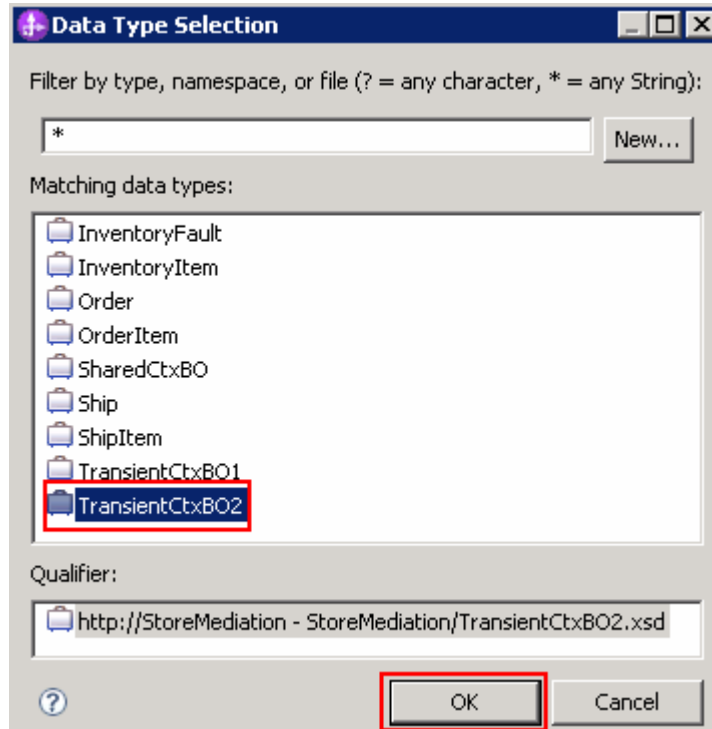 Data Type Selection
Filter by type, namespace, or file (? = any character, * = any String):
*
New...
Matching data types:
InventoryFault
InventoryItem
Order
OrderItem
SharedCtxBO
Ship
ShipItem
TransientCtxBO1
TransientCtxBO2
Qualifier:
http://StoreMediation - StoreMediation/TransientCtxBO2.xsd
?
OK
Cancel